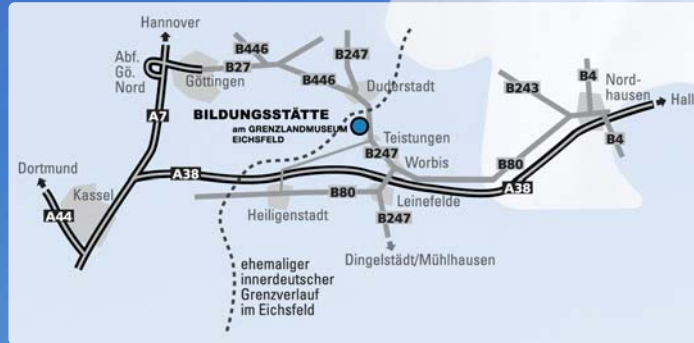 Hannover
Abf.
Gö.
Nord
B446
B27
Göttingen
B446
B247
Duderstadt
B243
B4
Nord-
hausen
Hall
B4
A7
BILDUNGSSTÄTTE
am GRENZLANDMUSEUM
EICHSFELD
Teistungen
B247
Worbis
B80
A38
Dortmund
Kassel
A44
A38
B80
Heiligenstadt
Leinefelde
B247
Dingelstädt/Mühlhausen
ehemaliger
innerdeutscher
Grenzverlauf
im Eichsfeld